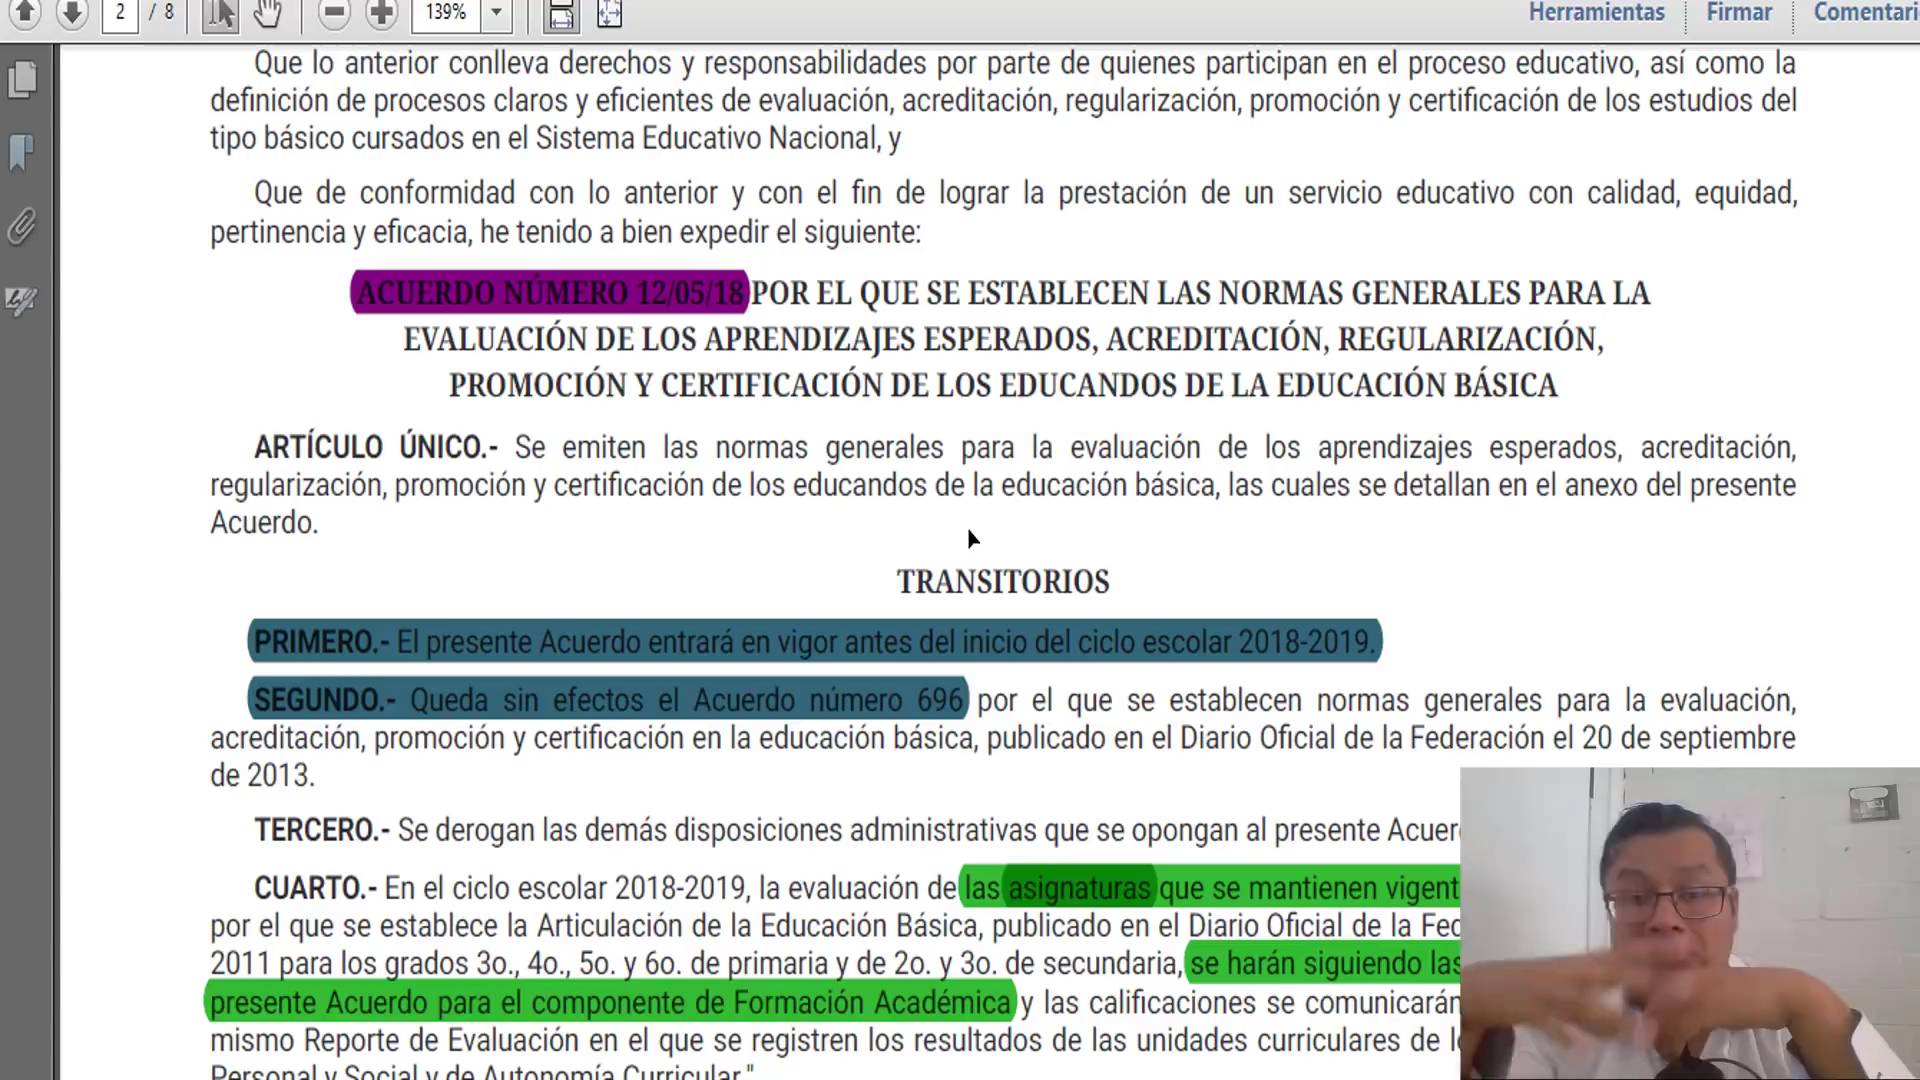 2 / 8 139% Herramientas Firmar Comentari
Que lo anterior conlleva derechos y responsabilidades por parte de quienes participan en el proceso educativo, así como la
definición de procesos claros y eficientes de evaluación, acreditación, regularización, promoción y certificación de los estudios del
tipo básico cursados en el Sistema Educativo Nacional, y
Que de conformidad con lo anterior y con el fin de lograr la prestación de un servicio educativo con calidad, equidad,
pertinencia y eficacia, he tenido a bien expedir el siguiente:
ACUERDO NÚMERO 12/05/18 POR EL QUE SE ESTABLECEN LAS NORMAS GENERALES PARA LA
EVALUACIÓN DE LOS APRENDIZAJES ESPERADOS, ACREDITACIÓN, REGULARIZACIÓN,
PROMOCIÓN Y CERTIFICACIÓN DE LOS EDUCANDOS DE LA EDUCACIÓN BÁSICA
ARTÍCULO ÚNICO.- Se emiten las normas generales para la evaluación de los aprendizajes esperados, acreditación,
regularización, promoción y certificación de los educandos de la educación básica, las cuales se detallan en el anexo del presente
Acuerdo.
TRANSITORIOS
PRIMERO.- El presente Acuerdo entrará en vigor antes del inicio del ciclo escolar 2018-2019.
SEGUNDO.- Queda sin efectos el Acuerdo número 696 por el que se establecen normas generales para la evaluación,
acreditación, promoción y certificación en la educación básica, publicado en el Diario Oficial de la Federación el 20 de septiembre
de 2013.
TERCERO.- Se derogan las demás disposiciones administrativas que se opongan al presente Acuer
CUARTO.- En el ciclo escolar 2018-2019, la evaluación de las asignaturas que se mantienen vigent
por el que se establece la Articulación de la Educación Básica, publicado en el Diario Oficial de la Fed
2011 para los grados 3o., 4o., 5o. y 6o. de primaria y de 2o. y 3o. de secundaria, se harán siguiendo las
presente Acuerdo para el componente de Formación Académica y las calificaciones se comunicarán
mismo Reporte de Evaluación en el que se registren los resultados de las unidades curriculares de l
Personal y Social y de Autonomía Curricular."